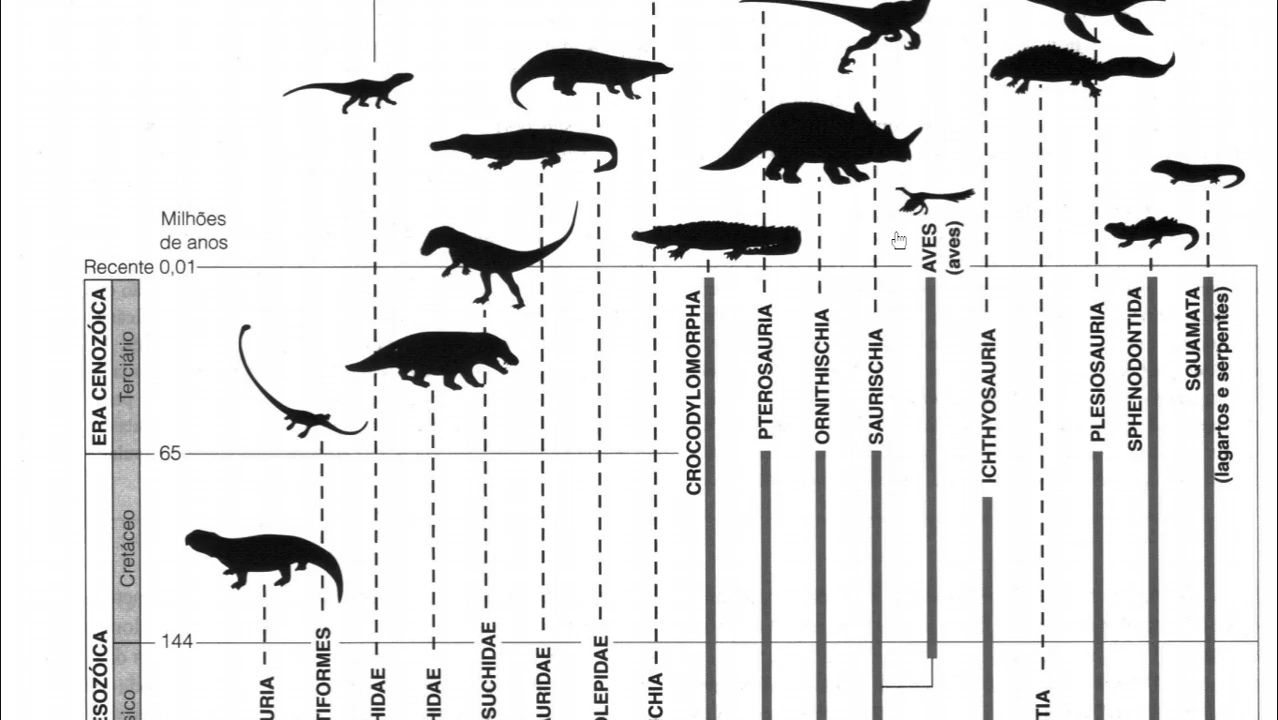 Milhões
de anos
Recente 0,01
ERA CENOZÓICA
Terciário
65
Cretáceo
144
ESOZÓICA
sico
URIA
TIFORMES
HIDAE
HIDAE
SUCHIDAE
AURIDAE
OLEPIDAE
CHIA
CROCODYLOMORPHA
PTEROSAURIA
ORNITHISCHIA
SAURISCHIA
AVES
(aves)
ICHTHYOSAURIA
TIA
PLESIOSAURIA
SPHENODONTIDA
SQUAMATA
(lagartos e serpentes)